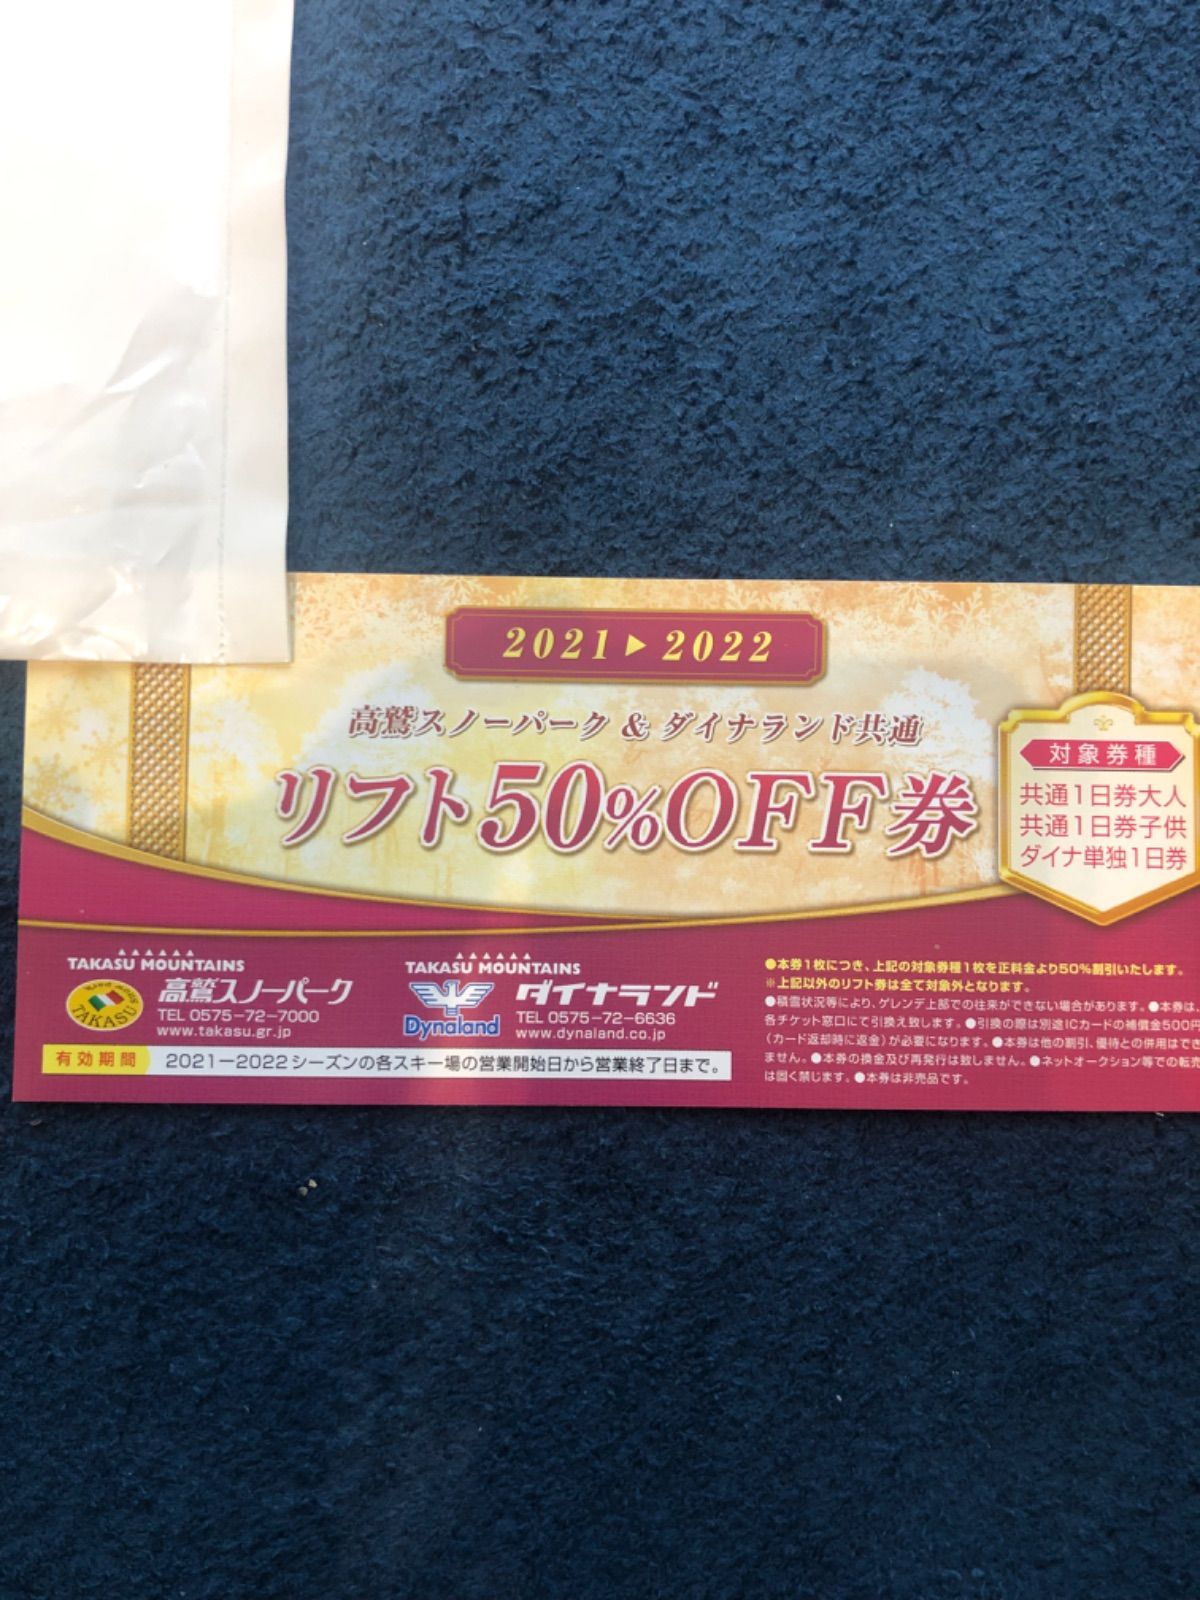 2021▶2022
高鷲スノーパーク & ダイナランド共通
リフト50%OFF券
対象券種
共通1日券大人
共通1日券子供
ダイナ単独1日券
TAKASU MOUNTAINS
高鷲スノーパーク
TAKASU
TEL 0575-72-7000
www.takasu.gr.jp
TAKASU MOUNTAINS
ダイナランド
Dynaland
TEL 0575-72-6636
www.dynaland.co.jp
有効期間 2021ー2022シーズンの各スキー場の営業開始日から営業終了日まで。
●本券1枚につき、上記の対象券種1枚を正料金より50%割引いたします。
※上記以外のリフト券は全て対象外となります。
●積雪状況等により、ゲレンデ上部での往来ができない場合があります。●本券は、
各チケット窓口にて引換え致します。●引換の際は別途ICカードの補償金500円
(カード返却時に返金)が必要になります。●本券は他の割引、優待との併用はでき
ません。●本券の換金及び再発行は致しません。●ネットオークション等での転売
は固く禁じます。●本券は非売品です。